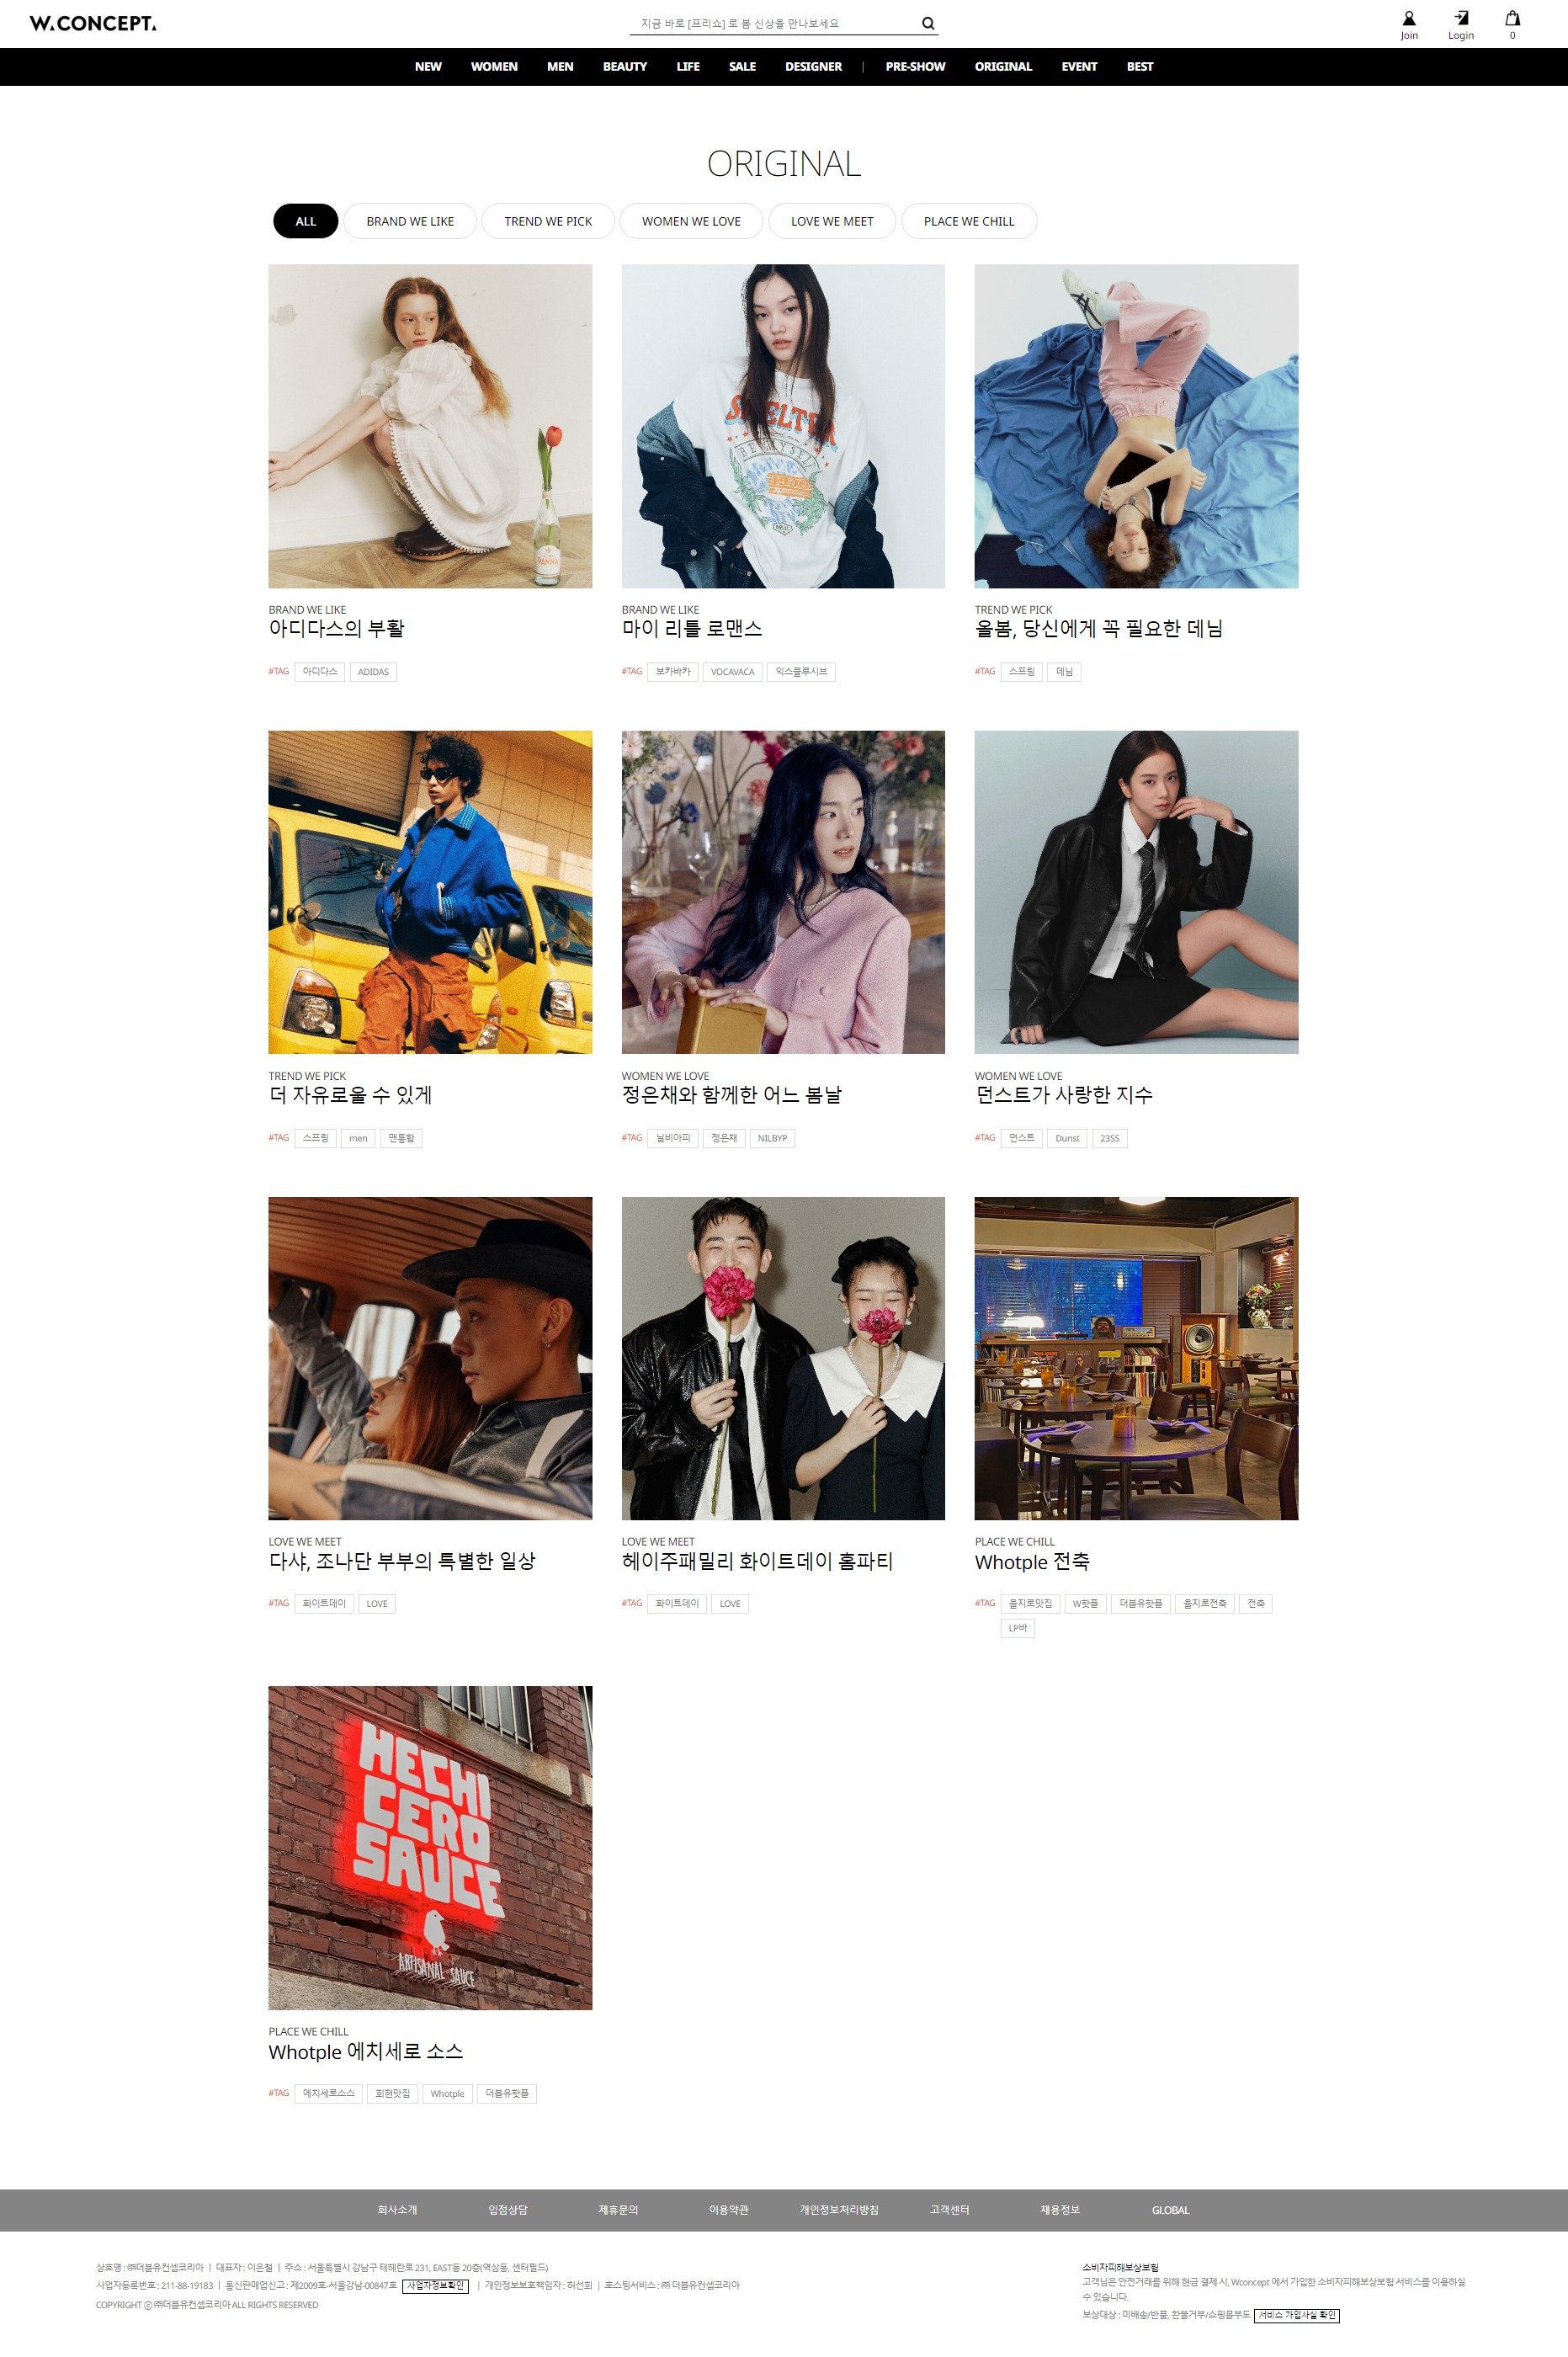 W.CONCEPT.
지금 바로 [프리쇼] 로 봄 신상을 만나보세요
Join
Login
0
NEW WOMEN MEN BEAUTY LIFE SALE DESIGNER | PRE-SHOW ORIGINAL EVENT BEST
ORIGINAL
ALL BRAND WE LIKE TREND WE PICK WOMEN WE LOVE LOVE WE MEET PLACE WE CHILL
SHELTER
BE MYSELF
PANNA
BRAND WE LIKE
아디다스의 부활
#TAG 아디다스 ADIDAS
BRAND WE LIKE
마이 리틀 로맨스
#TAG 보카바카 VOCAVACA 익스클루시브
TREND WE PICK
올봄, 당신에게 꼭 필요한 데님
#TAG 스프링 데님
TREND WE PICK
더 자유로울 수 있게
#TAG 스프링 men 맨통합
WOMEN WE LOVE
정은채와 함께한 어느 봄날
#TAG 닐비아피 정은채 NILBYP
WOMEN WE LOVE
던스트가 사랑한 지수
#TAG 던스트 Dunst 23SS
LOVE WE MEET
다샤, 조나단 부부의 특별한 일상
#TAG 화이트데이 LOVE
LOVE WE MEET
헤이주패밀리 화이트데이 홈파티
#TAG 화이트데이 LOVE
PLACE WE CHILL
Whotple 전축
#TAG 을지로맛집 W핫플 더블유핫플 을지로전축 전축
LP바
HECHI
CERO
SAUCE
ARTISANAL SAUCE
PLACE WE CHILL
Whotple 에치세로 소스
#TAG 에치세로소스 회현맛집 Whotple 더블유핫플
회사소개 입점상담 제휴문의 이용약관 개인정보처리방침 고객센터 채용정보 GLOBAL
상호명 : ㈜더블유컨셉코리아 | 대표자 : 이은철 | 주소 : 서울특별시 강남구 테헤란로 231, EAST동 20층(역삼동, 센터필드)
사업자등록번호 : 211-88-19183 | 통신판매업신고 : 제2009호-서울강남-00847호 사업자정보확인 | 개인정보보호책임자 : 허선희 | 호스팅서비스 : ㈜ 더블유컨셉코리아
COPYRIGHT ⓒ ㈜더블유컨셉코리아 ALL RIGHTS RESERVED
소비자피해보상보험
고객님은 안전거래를 위해 현금 결제 시, Wconcept 에서 가입한 소비자피해보상보험 서비스를 이용하실
수 있습니다.
보상대상 : 미배송/반품, 환불거부/쇼핑몰부도 서비스 가입사실 확인